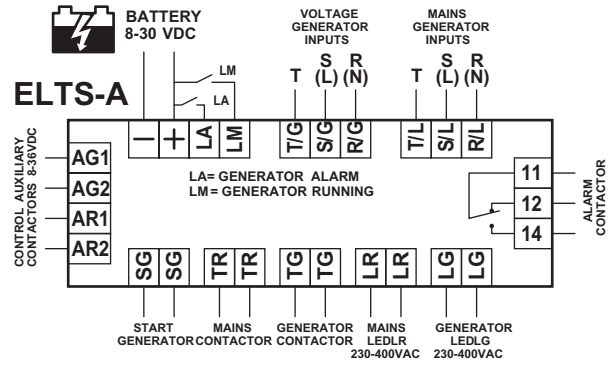 BATTERY
8-30 VDC
VOLTAGE
GENERATOR
INPUTS
MAINS
GENERATOR
INPUTS
S R
T (L) (N)
S R
T (L) (N)
LM
LA
ELTS-A
— + LA LM
T/G S/G R/G
T/L S/L R/L
CONTROL AUXILIARY
CONTACTORS 8-36VDC
AG1
AG2
AR1
AR2
LA= GENERATOR ALARM
LM= GENERATOR RUNNING
11
12
14
ALARM
CONTACTOR
SG SG TR TR TG TG LR LR LG LG
START
GENERATOR
MAINS
CONTACTOR
GENERATOR
CONTACTOR
MAINS
LEDLR
230-400VAC
GENERATOR
LEDLG
230-400VAC